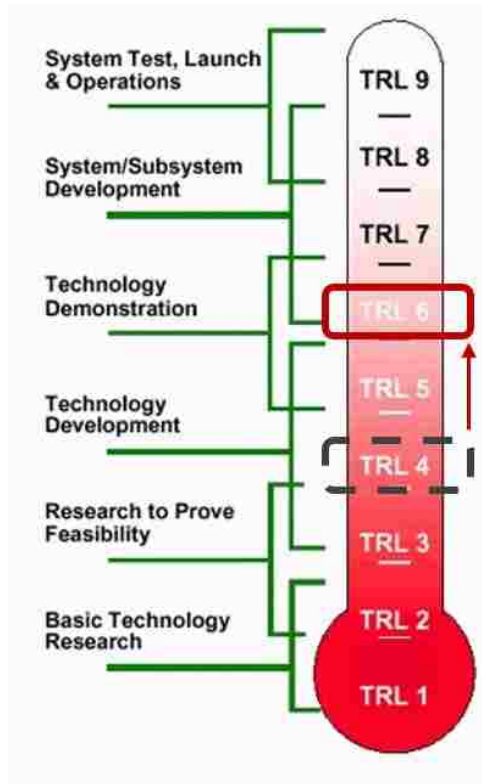 System Test, Launch
& Operations
System/Subsystem
Development
Technology
Demonstration
Technology
Development
Research to Prove
Feasibility
Basic Technology
Research
TRL 9
TRL 8
TRL 7
TRL 6
TRL 5
TRL 4
TRL 3
TRL 2
TRL 1